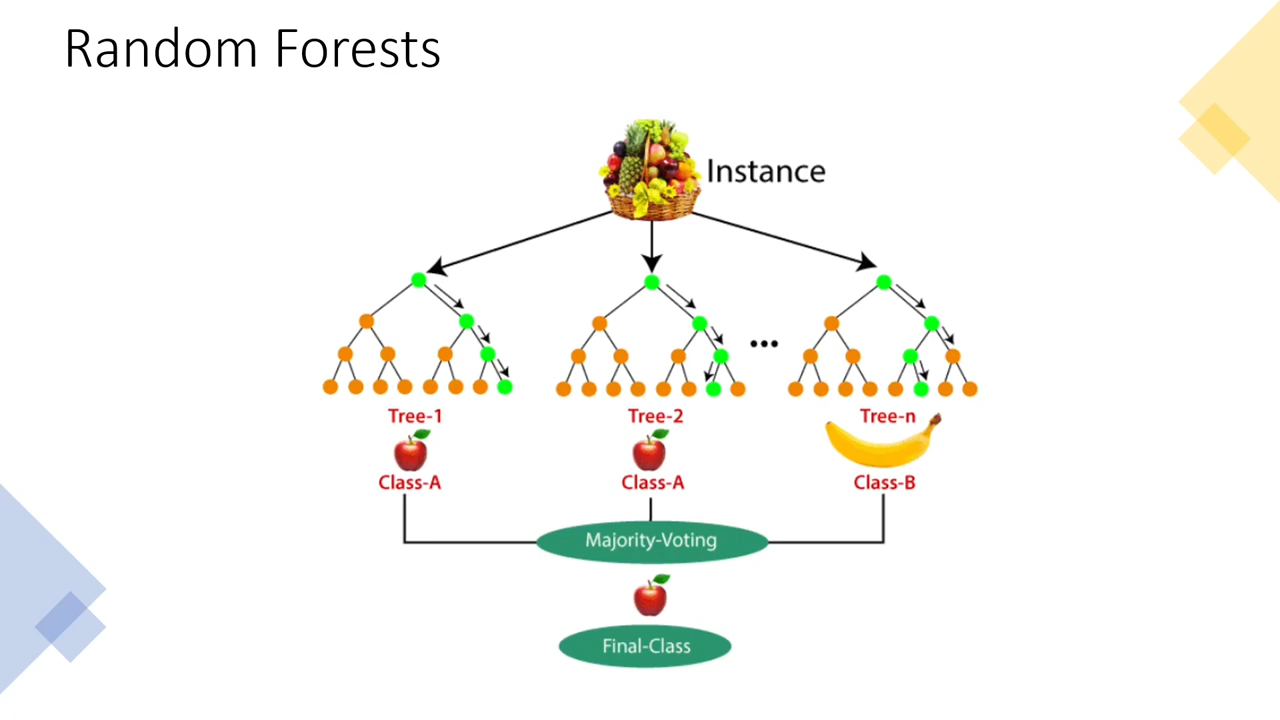 Random Forests
Instance
...
Tree-1
Tree-2
Tree-n
Class-A
Class-A
Class-B
Majority-Voting
Final-Class